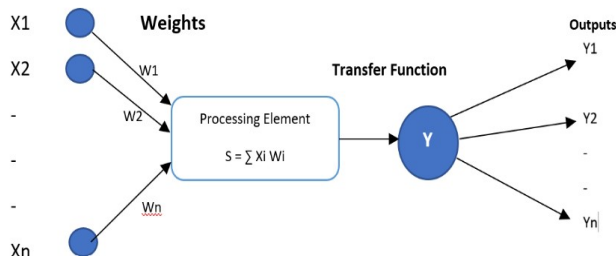 X1
Weights
Outputs
Y1
X2
W1
Transfer Function
-
W2
Processing Element
Y2
S = ∑ Xi Wi
Y
-
-
-
-
Wn
Xn
Yn